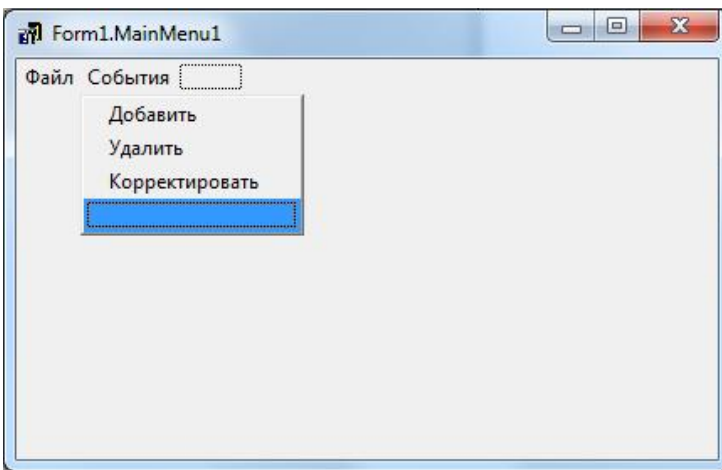 Form1.MainMenu1
Файл События
Добавить
Удалить
Корректировать